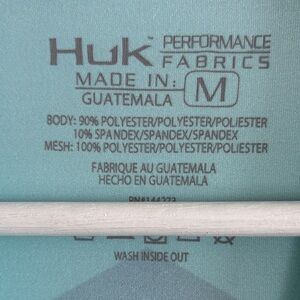 Huk™ PERFORMANCE
FABRICS
MADE IN: M
GUATEMALA
BODY: 90% POLYESTER/POLYESTER/POLIESTER
10% SPANDEX/SPANDEX/SPANDEX
MESH: 100% POLYESTER/POLYESTER/POLIESTER
FABRIQUE AU GUATEMALA
HECHO EN GUATEMALA
WASH INSIDE OUT